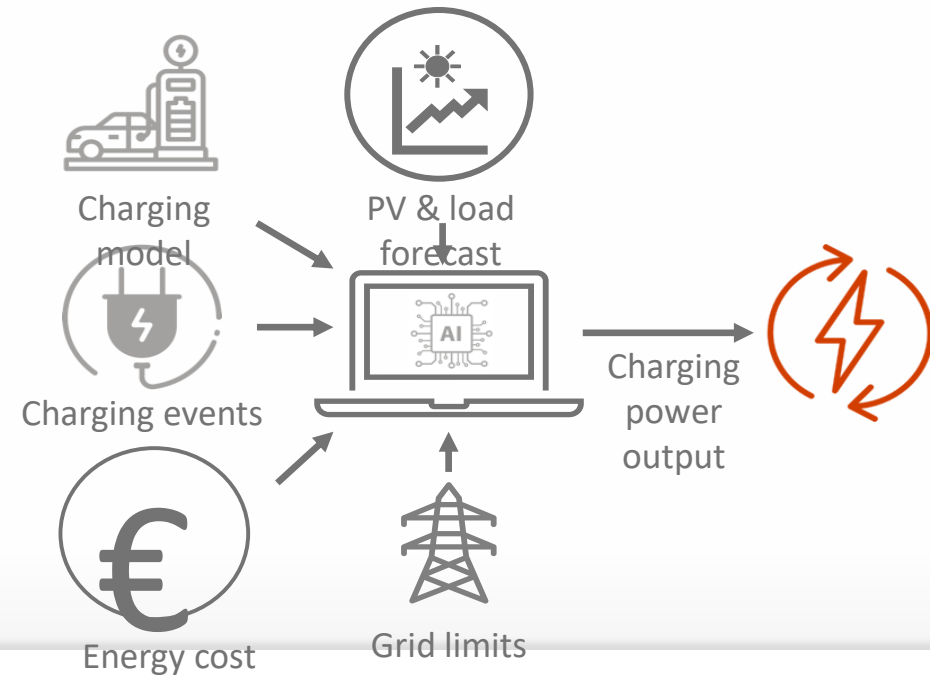 Charging
model
PV & load
forecast
AI
Charging events
Charging
power
output
€
Energy cost
Grid limits